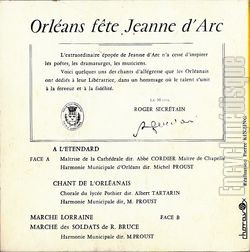 Orléans fête Jeanne d'Arc
L'extraordinaire épopée de Jeanne d'Arc n'a cessé d'inspirer
les poètes, les dramaturges, les musiciens.
Voici quelques uns des chants d'allégresse que les Orléanais
ont dédiés à leur Libératrice, dans un hommage où le talent s'unit
à la ferveur et à la fidélité.
Le Maire
ROGER SECRÉTAIN
A L'ETENDARD
FACE A Maîtrise de la Cathédrale dir. Abbé CORDIER Maître de Chapelle
Harmonie Municipale d'Orléans dir. Michel PROUST
CHANT DE L'ORLÉANAIS
Chorale du lycée Pothier dir. Albert TARTARIN
Harmonie Municipale dir. M. PROUST
MARCHE LORRAINE FACE B
MARCHE des SOLDATS de R. BRUCE
Harmonie Municipale dir. M.PROUST
Encyclopédisque